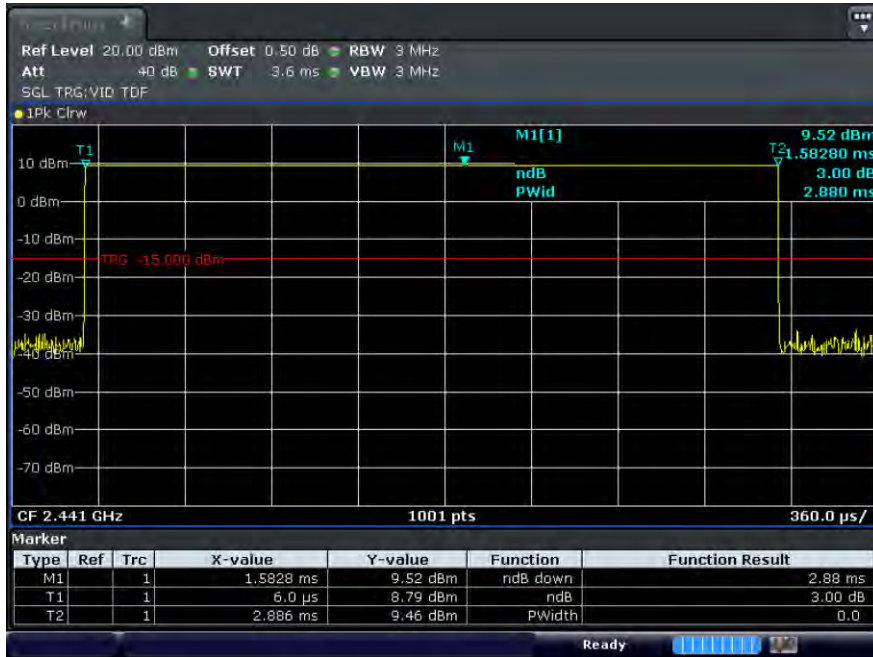 Spectrum
Ref Level 20.00 dBm Offset 0.50 dB RBW 3 MHz
Att 40 dB SWT 3.6 ms VBW 3 MHz
SGL TRG:VID TDF
1Pk Clrw
M1[1] 9.52 dBm
T1 M1 T2 1.58280 ms
10 dBm
ndB 3.00 dB
PWid 2.880 ms
0 dBm
-10 dBm
TRG -15.000 dBm
-20 dBm
-30 dBm
-40 dBm
-50 dBm
-60 dBm
-70 dBm
CF 2.441 GHz 1001 pts 360.0 µs/
Marker
Type Ref Trc X-value Y-value Function Function Result
M1 1 1.5828 ms 9.52 dBm ndB down 2.88 ms
T1 1 6.0 µs 8.79 dBm ndB 3.00 dB
T2 1 2.886 ms 9.46 dBm PWidth 0.0
Ready